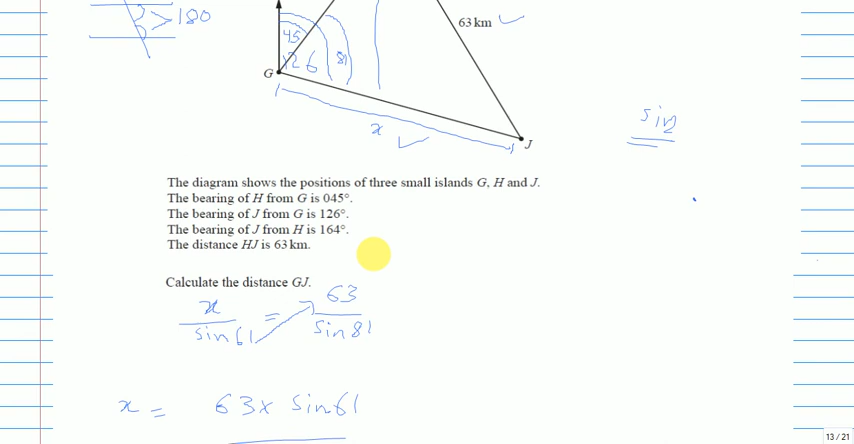 > 180
63 km
45
126
81
G
x
J
sin
The diagram shows the positions of three small islands G, H and J.
The bearing of H from G is 045°.
The bearing of J from G is 126°.
The bearing of J from H is 164°.
The distance HJ is 63 km.
Calculate the distance GJ.
x / sin 61 = 63 / sin 81
x = 63 x sin 61
13 / 21